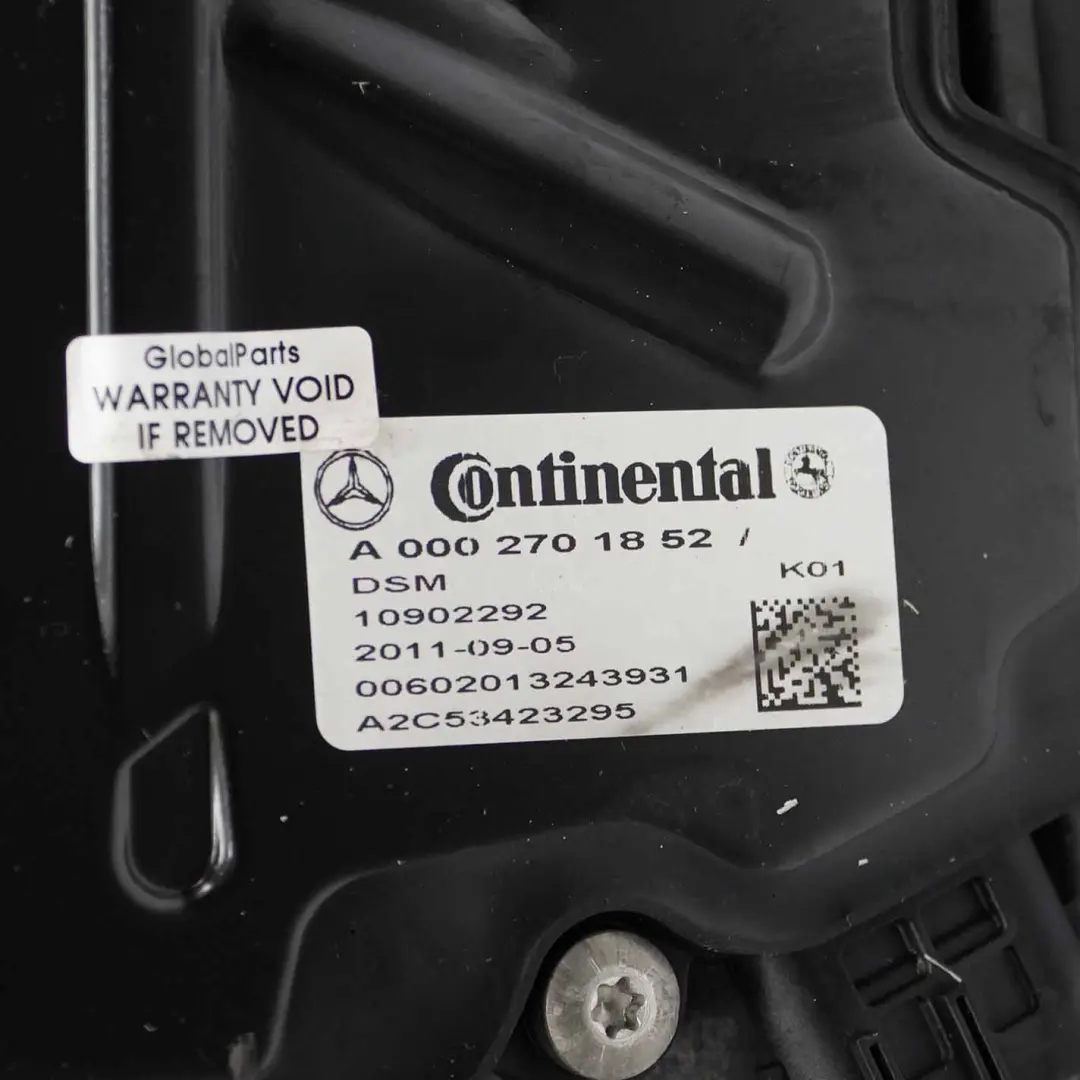 GlobalParts
WARRANTY VOID
IF REMOVED
Continental
A 000 270 18 52 /
DSM
K01
10902292
2011-09-05
00602013243931
A2C53423295